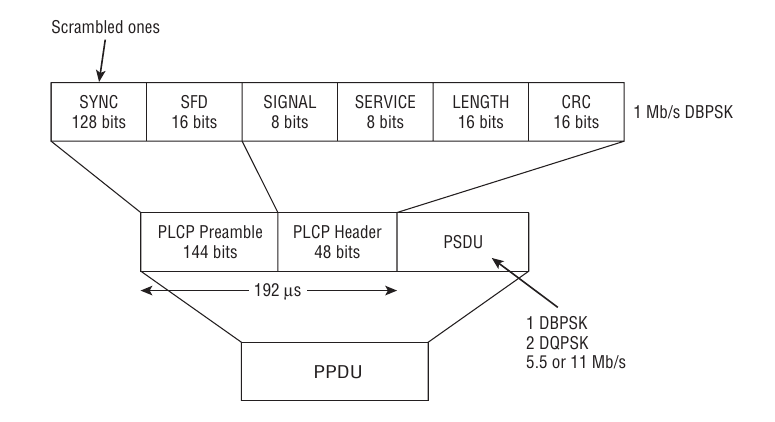 Scrambled ones
SYNC
128 bits
SFD
16 bits
SIGNAL
8 bits
SERVICE
8 bits
LENGTH
16 bits
CRC
16 bits
1 Mb/s DBPSK
PLCP Preamble
144 bits
PLCP Header
48 bits
PSDU
192 µs
1 DBPSK
2 DQPSK
5.5 or 11 Mb/s
PPDU